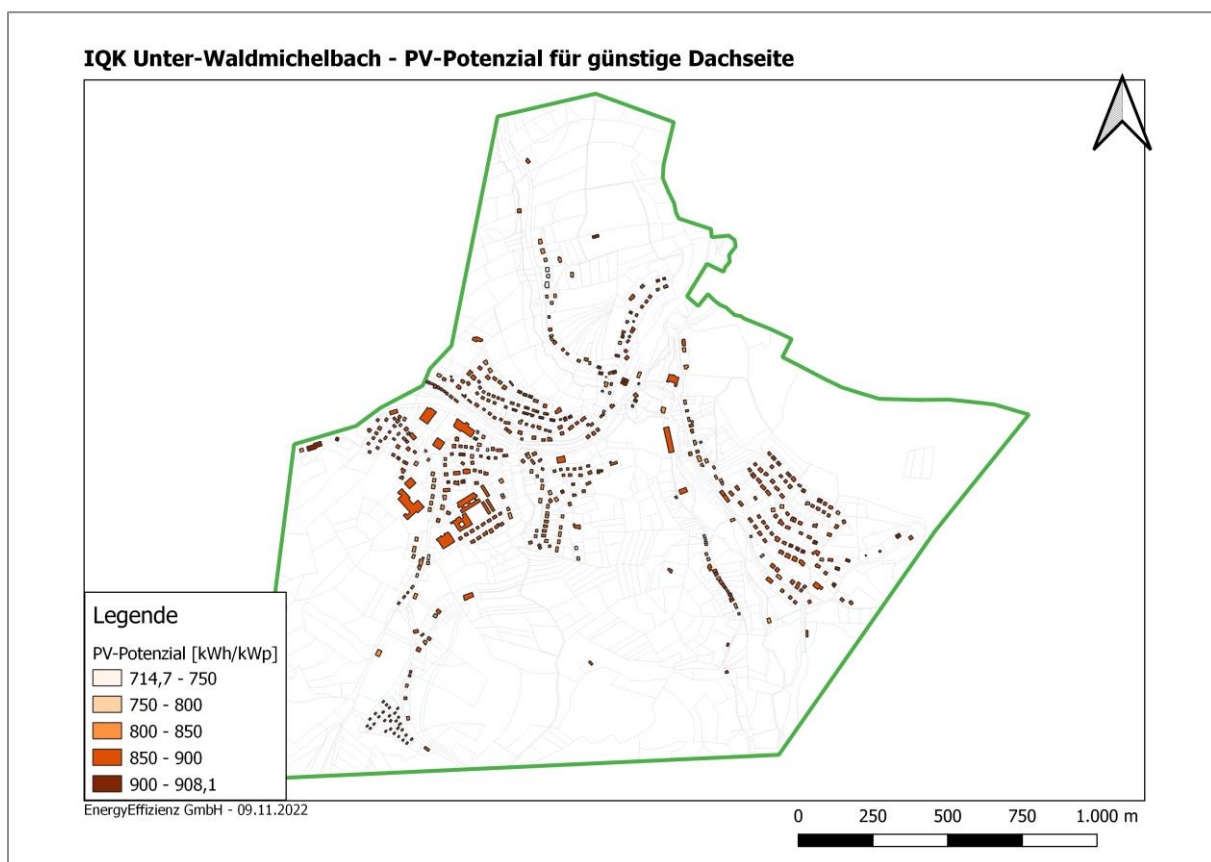 IQK Unter-Waldmichelbach - PV-Potenzial für günstige Dachseite
Legende
PV-Potenzial [kWh/kWp]
714,7 - 750
750 - 800
800 - 850
850 - 900
900 - 908,1
EnergyEffizienz GmbH - 09.11.2022
0 250 500 750 1.000 m